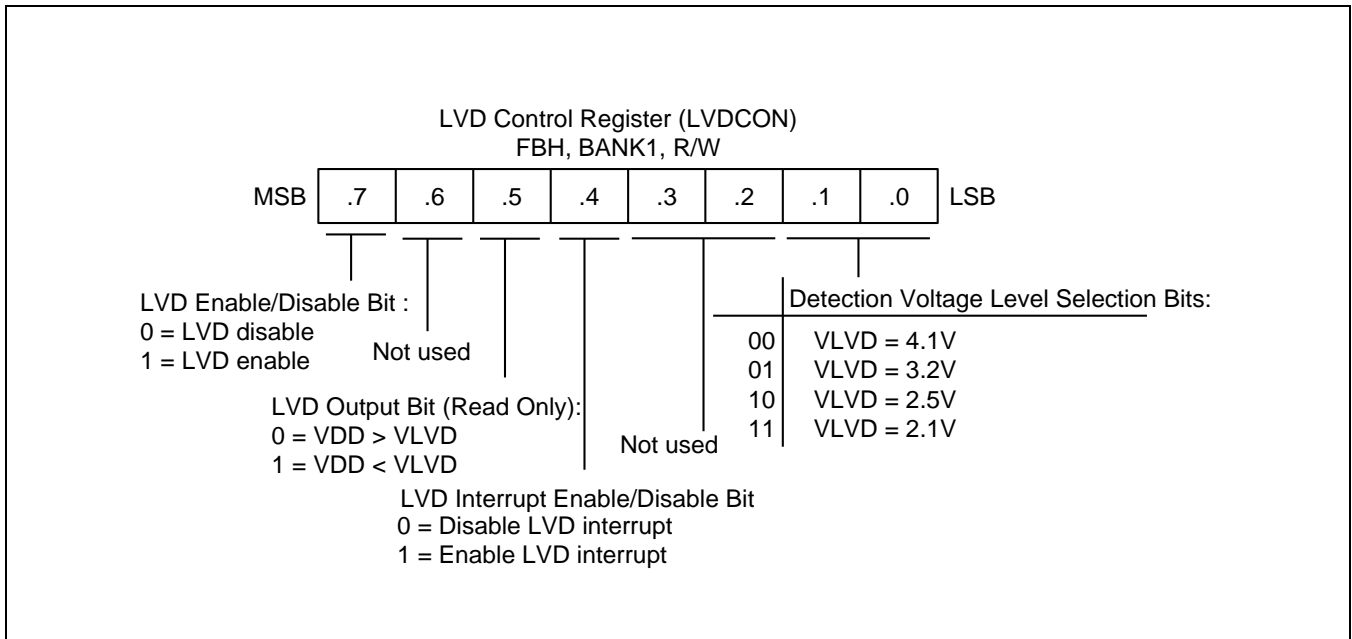 LVD Control Register (LVDCON)
FBH, BANK1, R/W
MSB .7 .6 .5 .4 .3 .2 .1 .0 LSB
LVD Enable/Disable Bit :
0 = LVD disable
1 = LVD enable
Not used
LVD Output Bit (Read Only):
0 = VDD > VLVD
1 = VDD < VLVD
LVD Interrupt Enable/Disable Bit
0 = Disable LVD interrupt
1 = Enable LVD interrupt
Not used
Detection Voltage Level Selection Bits:
00 VLVD = 4.1V
01 VLVD = 3.2V
10 VLVD = 2.5V
11 VLVD = 2.1V